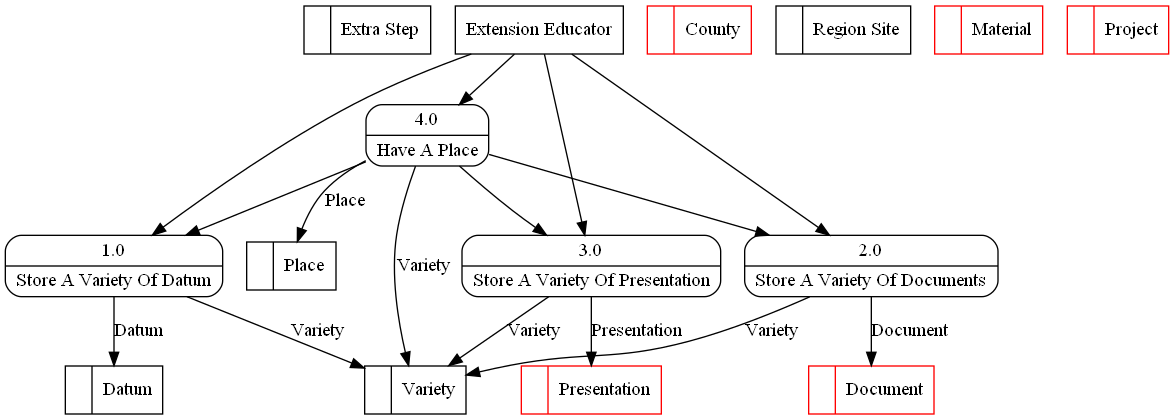 Extra Step
Extension Educator
County
Region Site
Material
Project
4.0
Have A Place
Place
1.0
Store A Variety Of Datum
Place
Variety
3.0
Store A Variety Of Presentation
2.0
Store A Variety Of Documents
Datum
Variety
Variety
Presentation
Variety
Document
Datum
Variety
Presentation
Document